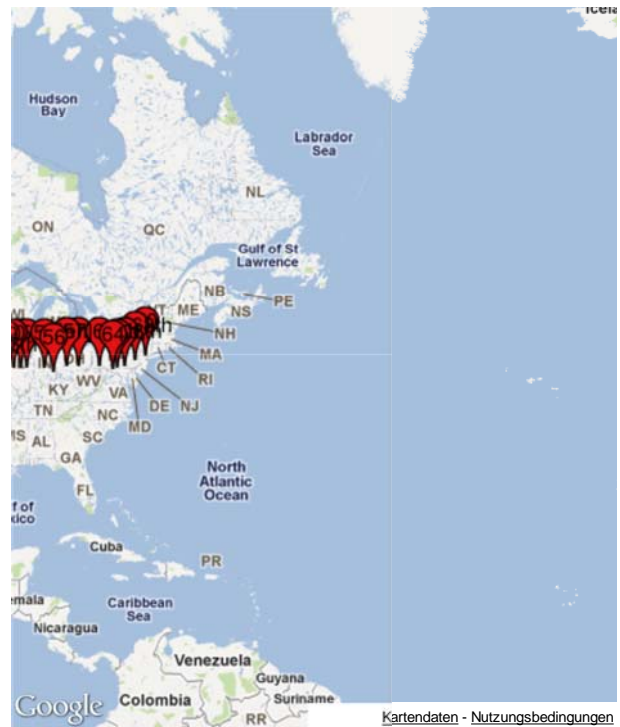 Hudson
Bay
Labrador
Sea
NL
ON
QC
Gulf of St
Lawrence
NB
PE
ME
NS
NH
56
64
MA
CT
RI
KY
WV
VA
DE
NJ
TN
NC
MD
AL
SC
GA
North
Atlantic
Ocean
FL
Cuba
PR
Caribbean
Sea
Nicaragua
Venezuela
Guyana
Google
Colombia
Suriname
RR
Kartendaten - Nutzungsbedingungen